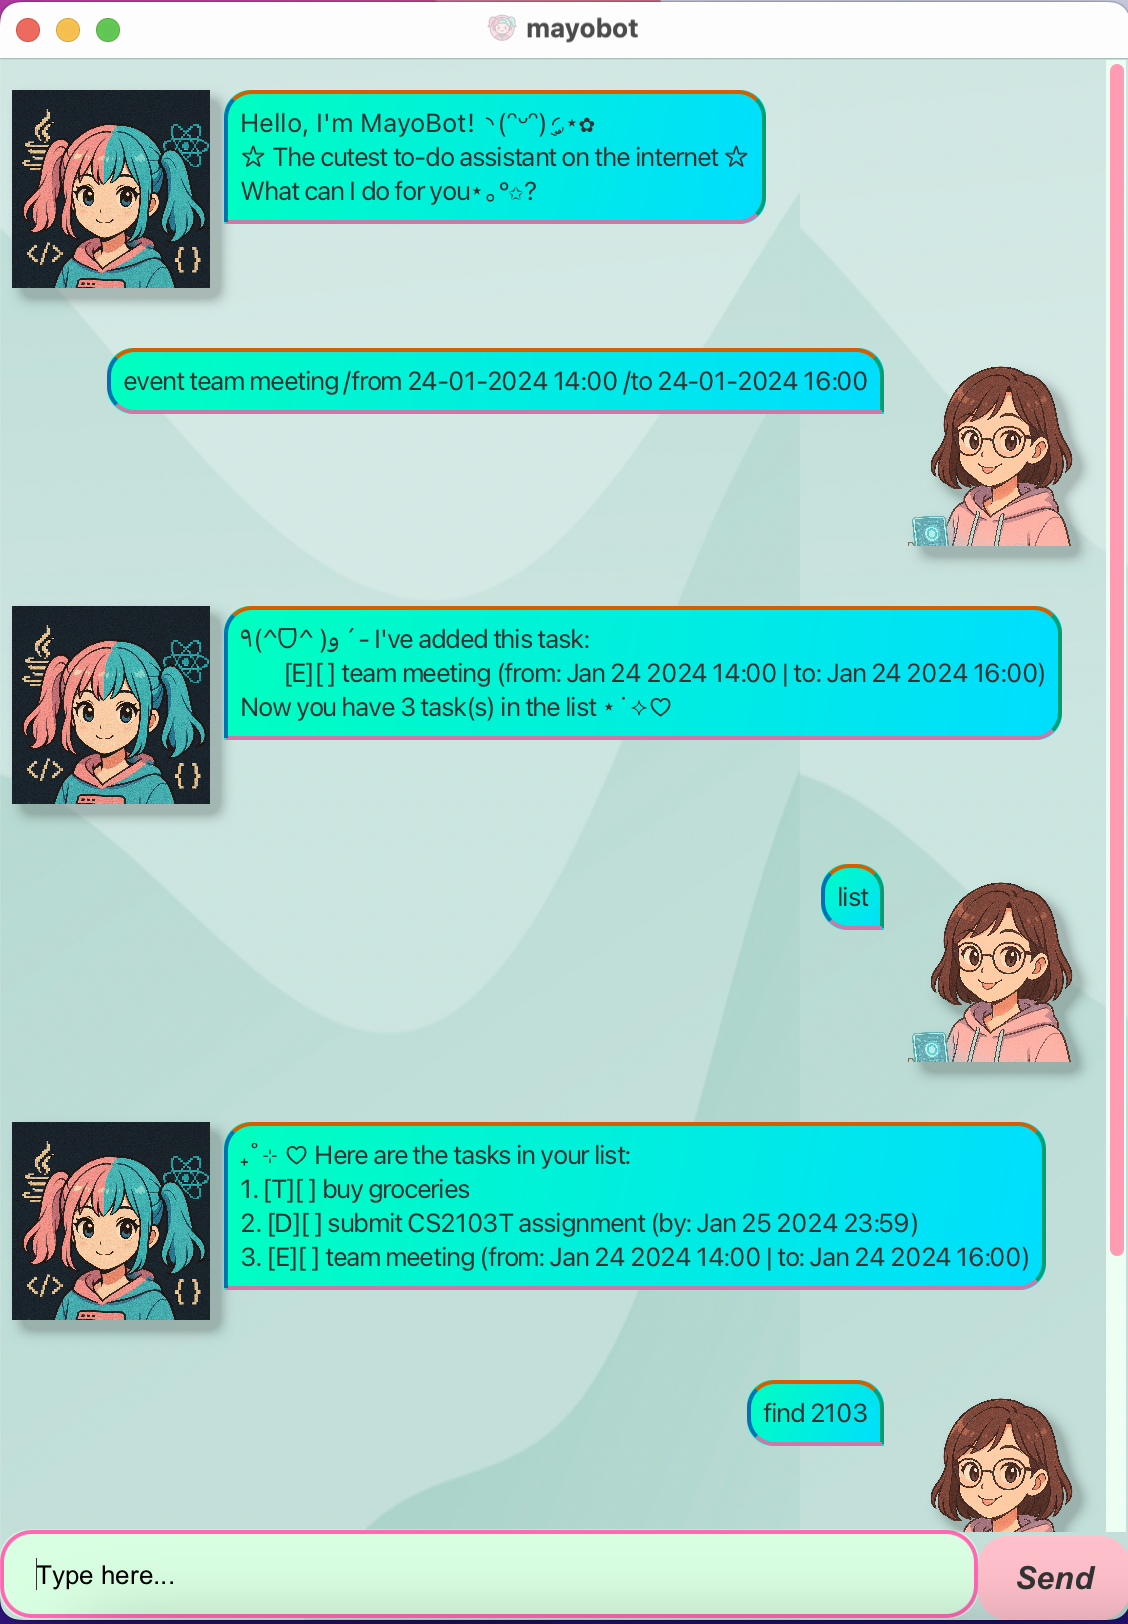 mayobot
Hello, I'm MayoBot! ◝(ᵔᵕᵔ)◜⋆✿
☆ The cutest to-do assistant on the internet ☆
What can I do for you⋆｡°✩?
</>
{}
event team meeting /from 24-01-2024 14:00 /to 24-01-2024 16:00
٩(^ᗜ^ )و ´- I've added this task:
[E][ ] team meeting (from: Jan 24 2024 14:00 | to: Jan 24 2024 16:00)
Now you have 3 task(s) in the list ⋆ ˙✧♡
</>
{}
list
₊˚⊹ ♡ Here are the tasks in your list:
1. [T][ ] buy groceries
2. [D][ ] submit CS2103T assignment (by: Jan 25 2024 23:59)
3. [E][ ] team meeting (from: Jan 24 2024 14:00 | to: Jan 24 2024 16:00)
</>
{}
find 2103
Type here...
Send